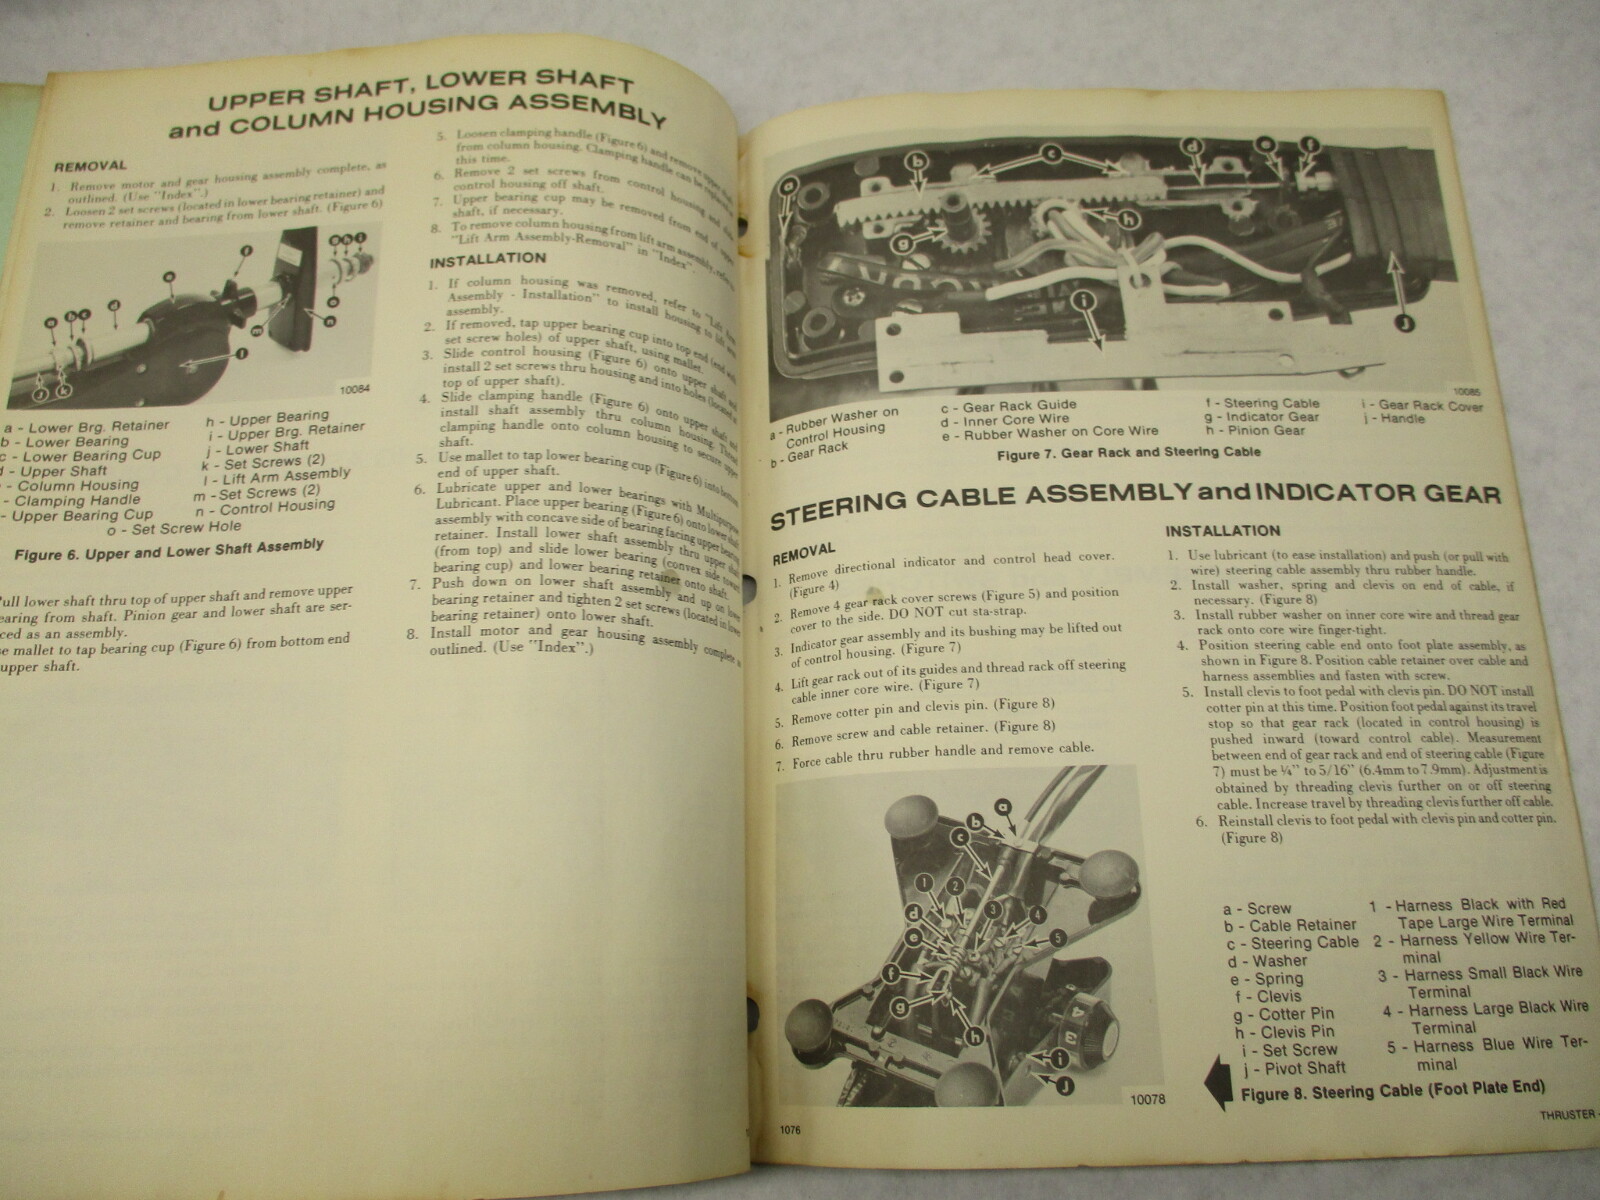 UPPER SHAFT, LOWER SHAFT
and COLUMN HOUSING ASSEMBLY
REMOVAL
1. Remove motor and gear housing assembly complete, as
outlined. (Use "Index".)
2. Loosen 2 set screws (located in lower bearing retainer) and
remove retainer and bearing from lower shaft. (Figure 6)
10084
a - Lower Brg. Retainer
b - Lower Bearing
c - Lower Bearing Cup
d - Upper Shaft
- Column Housing
- Clamping Handle
- Upper Bearing Cup
h - Upper Bearing
i - Upper Brg. Retainer
j - Lower Shaft
k - Set Screws (2)
l - Lift Arm Assembly
m - Set Screws (2)
n - Control Housing
o - Set Screw Hole
Figure 6. Upper and Lower Shaft Assembly
Pull lower shaft thru top of upper shaft and remove upper
earing from shaft. Pinion gear and lower shaft are ser-
ced as an assembly.
se mallet to tap bearing cup (Figure 6) from bottom end
upper shaft.
5. Loosen clamping handle (Figure 6) and remove upper shaft
from column housing. Clamping handle can be replaced
this time.
6. Remove 2 set screws from control housing and slide
control housing off shaft.
7. Upper bearing cup may be removed from end of upper
shaft, if necessary.
8. To remove column housing from lift arm assembly, refer to
"Lift Arm Assembly-Removal" in "Index".
INSTALLATION
1. If column housing was removed, refer to "Lift Arm
Assembly - Installation" to install housing to lift arm
assembly.
2. If removed, tap upper bearing cup into top end (end with
set screw holes) of upper shaft, using mallet.
3. Slide control housing (Figure 6) onto upper shaft and
install 2 set screws thru housing and into holes (located
top of upper shaft).
4. Slide clamping handle (Figure 6) onto upper shaft and
install shaft assembly thru column housing. Thread
clamping handle onto column housing to secure upper
shaft.
5. Use mallet to tap lower bearing cup (Figure 6) into bottom
end of upper shaft.
6. Lubricate upper and lower bearings with Multipurpose
Lubricant. Place upper bearing (Figure 6) onto lower shaft
assembly with concave side of bearing facing upper bearing
retainer. Install lower shaft assembly thru upper shaft
(from top) and slide lower bearing (convex side toward
bearing cup) and lower bearing retainer onto shaft.
7. Push down on lower shaft assembly and up on lower
bearing retainer and tighten 2 set screws (located in lower
bearing retainer) onto lower shaft.
8. Install motor and gear housing assembly complete as
outlined. (Use "Index".)
10085
a - Rubber Washer on
Control Housing
b - Gear Rack
c - Gear Rack Guide
d - Inner Core Wire
e - Rubber Washer on Core Wire
f - Steering Cable
g - Indicator Gear
h - Pinion Gear
i - Gear Rack Cover
j - Handle
Figure 7. Gear Rack and Steering Cable
STEERING CABLE ASSEMBLY and INDICATOR GEAR
REMOVAL
1. Remove directional indicator and control head cover.
(Figure 4)
2. Remove 4 gear rack cover screws (Figure 5) and position
cover to the side. DO NOT cut sta-strap.
3. Indicator gear assembly and its bushing may be lifted out
of control housing. (Figure 7)
4. Lift gear rack out of its guides and thread rack off steering
cable inner core wire. (Figure 7)
5. Remove cotter pin and clevis pin. (Figure 8)
6. Remove screw and cable retainer. (Figure 8)
7. Force cable thru rubber handle and remove cable.
10078
INSTALLATION
1. Use lubricant (to ease installation) and push (or pull with
wire) steering cable assembly thru rubber handle.
2. Install washer, spring and clevis on end of cable, if
necessary. (Figure 8)
3. Install rubber washer on inner core wire and thread gear
rack onto core wire finger-tight.
4. Position steering cable end onto foot plate assembly, as
shown in Figure 8. Position cable retainer over cable and
harness assemblies and fasten with screw.
5. Install clevis to foot pedal with clevis pin. DO NOT install
cotter pin at this time. Position foot pedal against its travel
stop so that gear rack (located in control housing) is
pushed inward (toward control cable). Measurement
between end of gear rack and end of steering cable (Figure
7) must be ¼" to 5/16" (6.4mm to 7.9mm). Adjustment is
obtained by threading clevis further on or off steering
cable. Increase travel by threading clevis further off cable.
6. Reinstall clevis to foot pedal with clevis pin and cotter pin.
(Figure 8)
a - Screw
b - Cable Retainer
c - Steering Cable
d - Washer
e - Spring
f - Clevis
g - Cotter Pin
h - Clevis Pin
i - Set Screw
j - Pivot Shaft
1 - Harness Black with Red
Tape Large Wire Terminal
2 - Harness Yellow Wire Ter-
minal
3 - Harness Small Black Wire
Terminal
4 - Harness Large Black Wire
Terminal
5 - Harness Blue Wire Ter-
minal
Figure 8. Steering Cable (Foot Plate End)
1076
THRUSTER -